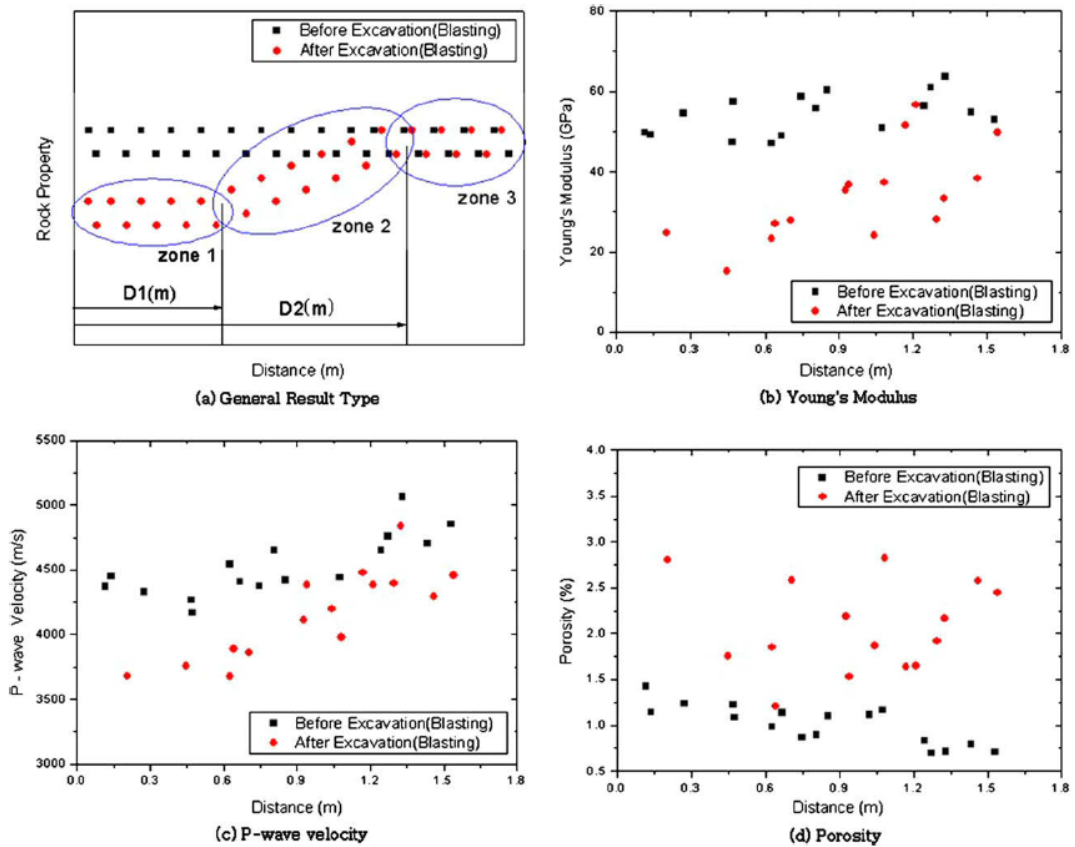 Before Excavation(Blasting)
After Excavation(Blasting)
Rock Property
zone 1
zone 2
zone 3
D1(m)
D2(m)
Distance (m)
(a) General Result Type
80
60
40
20
0
Young's Modulus (GPa)
Before Excavation(Blasting)
After Excavation(Blasting)
0.0 0.3 0.6 0.9 1.2 1.5 1.8
Distance (m)
(b) Young's Modulus
5500
5000
4500
4000
3500
3000
P - wave Velocity (m/s)
Before Excavation(Blasting)
After Excavation(Blasting)
0.0 0.3 0.6 0.9 1.2 1.5 1.8
Distance (m)
(c) P-wave velocity
4.0
3.5
3.0
2.5
2.0
1.5
1.0
0.5
Porosity (%)
Before Excavation(Blasting)
After Excavation(Blasting)
0.0 0.3 0.6 0.9 1.2 1.5 1.8
Distance (m)
(d) Porosity